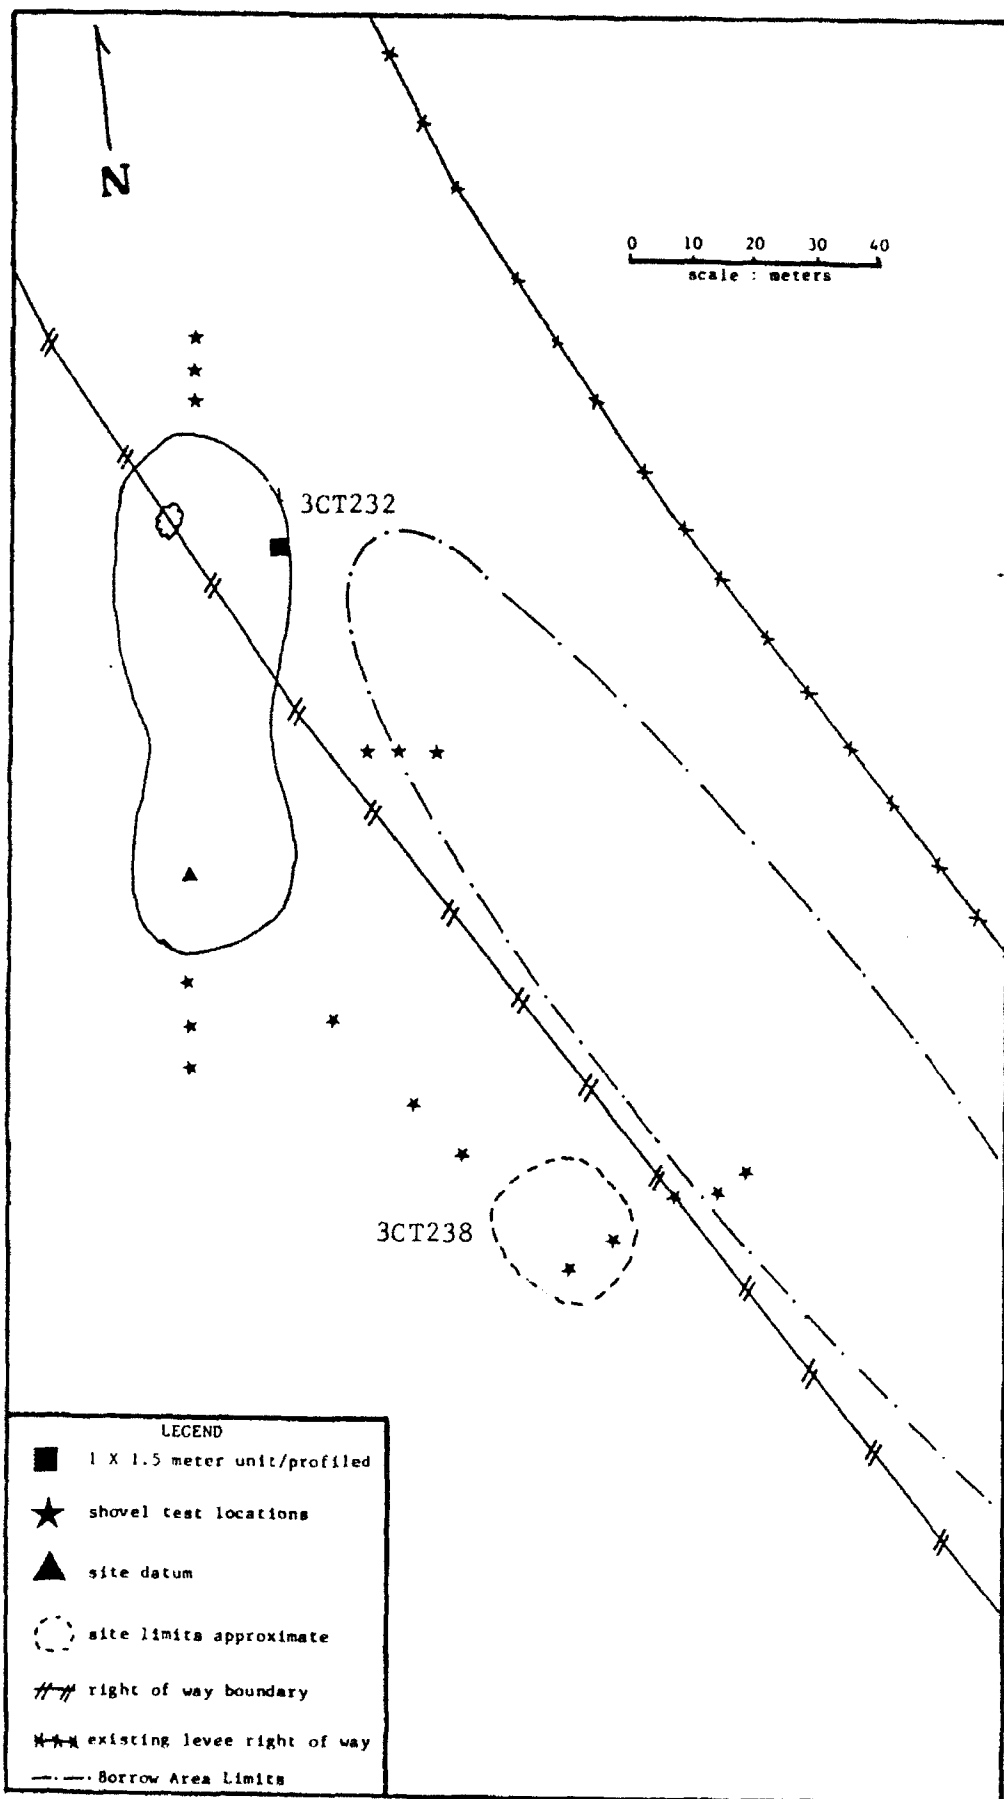 N
0 10 20 30 40
scale : meters
3CT232
3CT238
LEGEND
1 X 1.5 meter unit/profiled
shovel test locations
site datum
site limits approximate
right of way boundary
existing levee right of way
Borrow Area Limits